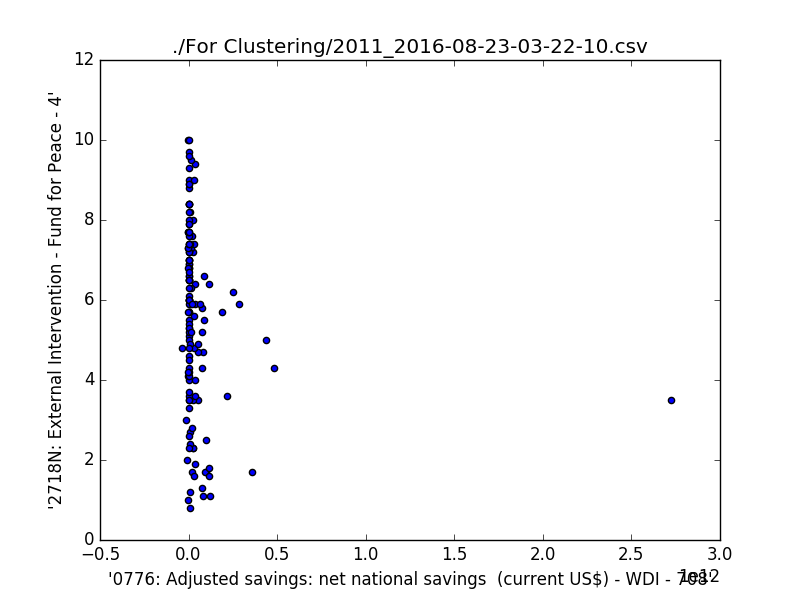 ./For Clustering/2011_2016-08-23-03-22-10.csv
12
10
8
6
4
2
0
'2718N: External Intervention - Fund for Peace - 4'
−0.5 0.0 0.5 1.0 1.5 2.0 2.5 3.0
1e12
'0776: Adjusted savings: net national savings (current US$) - WDI - 708'